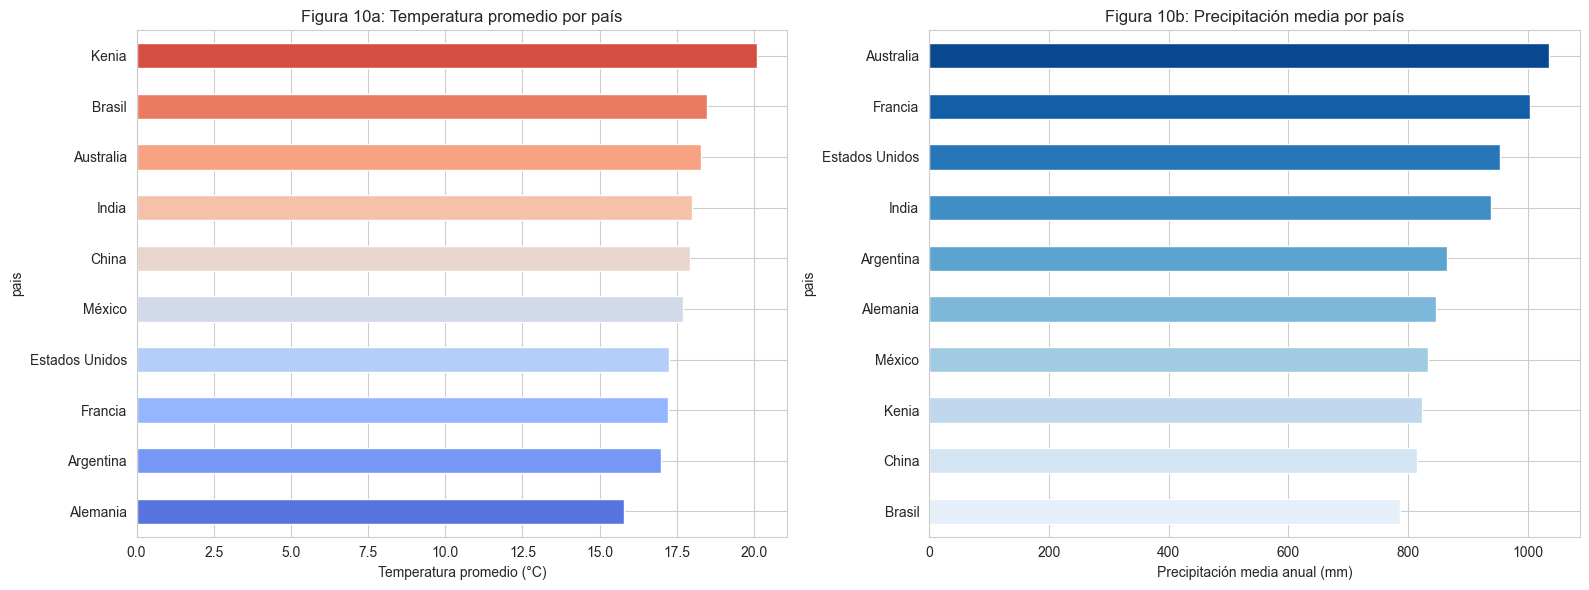 Figura 10a: Temperatura promedio por país
Kenia
Brasil
Australia
India
China
México
Estados Unidos
Francia
Argentina
Alemania
pais
0.0 2.5 5.0 7.5 10.0 12.5 15.0 17.5 20.0
Temperatura promedio (°C)
Figura 10b: Precipitación media por país
Australia
Francia
Estados Unidos
India
Argentina
Alemania
México
Kenia
China
Brasil
pais
0 200 400 600 800 1000
Precipitación media anual (mm)